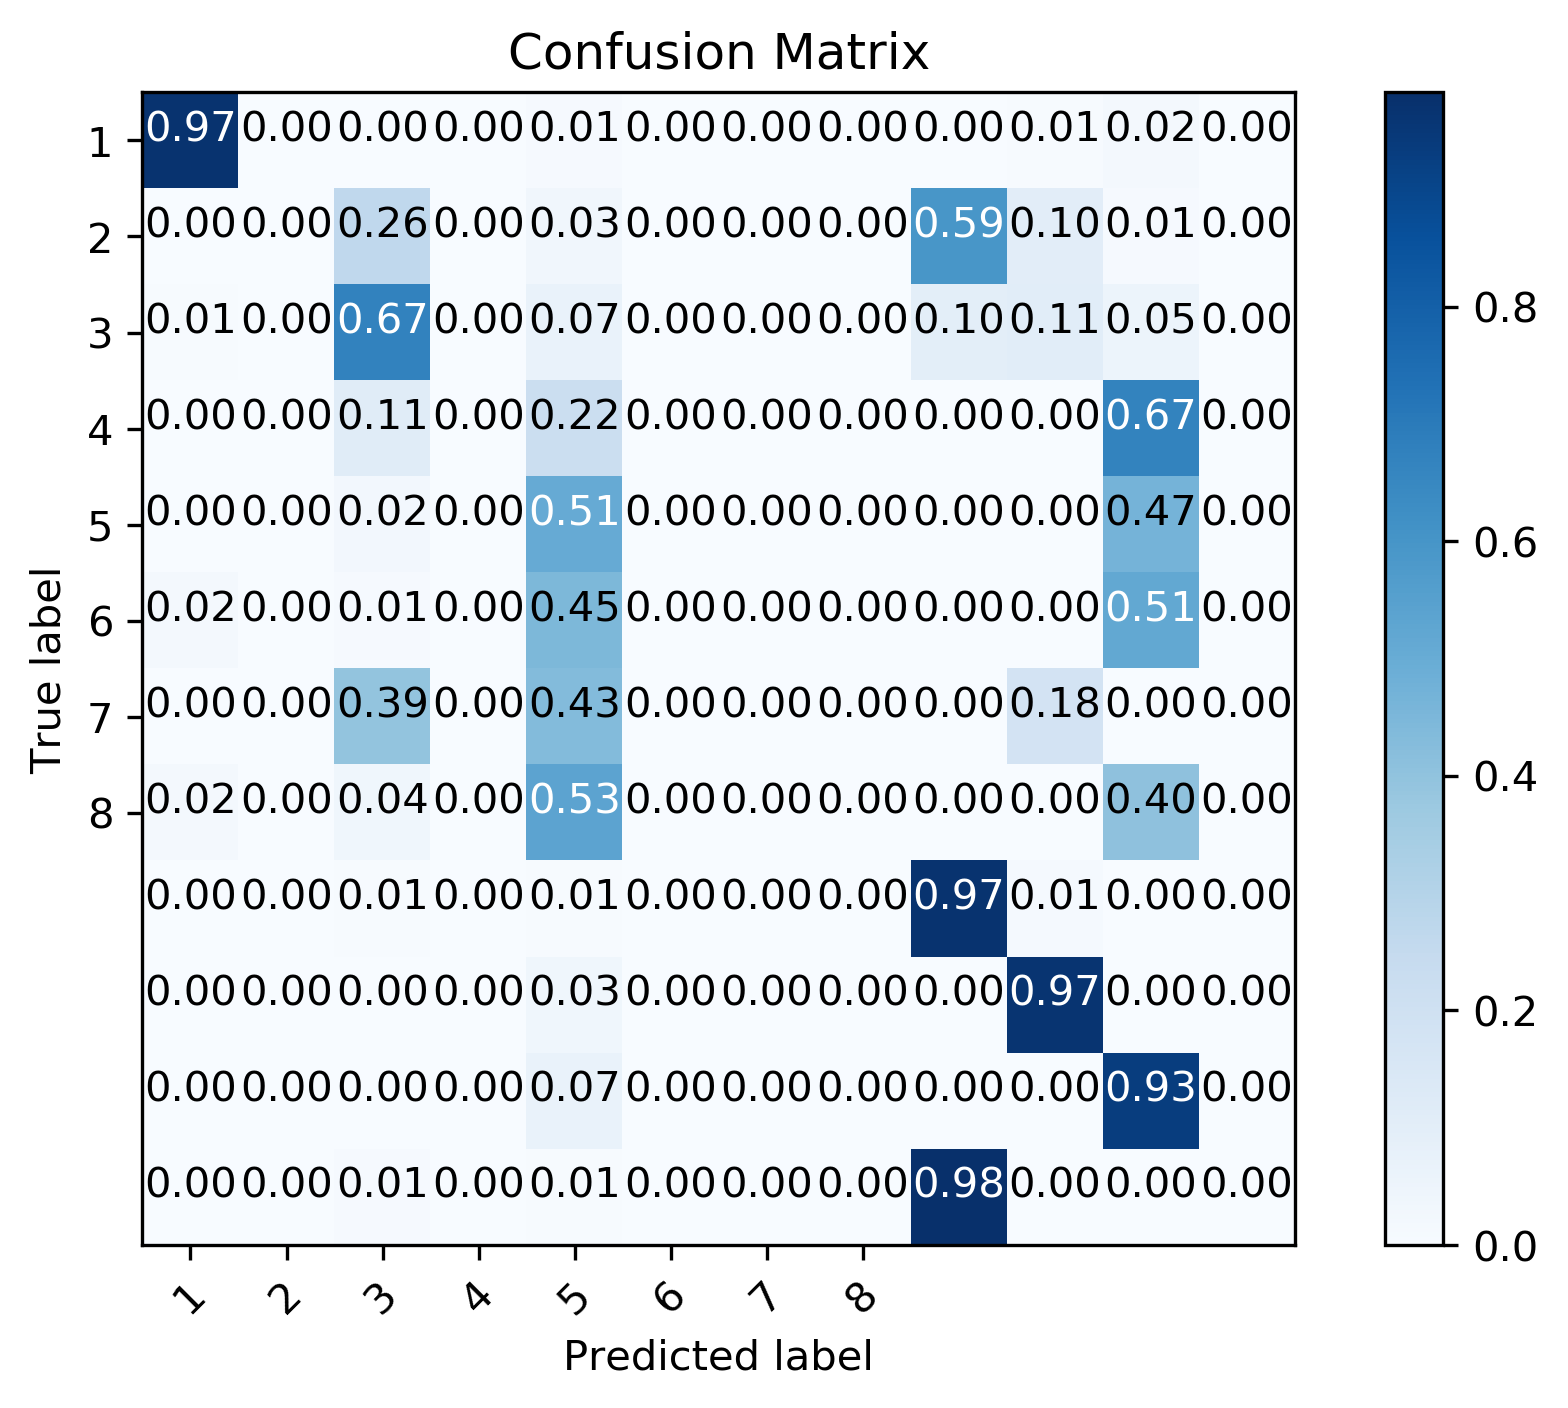 Confusion Matrix
1 0.97 0.00 0.00 0.00 0.01 0.00 0.00 0.00 0.00 0.01 0.02 0.00
2 0.00 0.00 0.26 0.00 0.03 0.00 0.00 0.00 0.59 0.10 0.01 0.00
3 0.01 0.00 0.67 0.00 0.07 0.00 0.00 0.00 0.10 0.11 0.05 0.00
4 0.00 0.00 0.11 0.00 0.22 0.00 0.00 0.00 0.00 0.00 0.67 0.00
5 0.00 0.00 0.02 0.00 0.51 0.00 0.00 0.00 0.00 0.00 0.47 0.00
6 0.02 0.00 0.01 0.00 0.45 0.00 0.00 0.00 0.00 0.00 0.51 0.00
7 0.00 0.00 0.39 0.00 0.43 0.00 0.00 0.00 0.00 0.18 0.00 0.00
8 0.02 0.00 0.04 0.00 0.53 0.00 0.00 0.00 0.00 0.00 0.40 0.00
0.00 0.00 0.01 0.00 0.01 0.00 0.00 0.00 0.97 0.01 0.00 0.00
0.00 0.00 0.00 0.00 0.03 0.00 0.00 0.00 0.00 0.97 0.00 0.00
0.00 0.00 0.00 0.00 0.07 0.00 0.00 0.00 0.00 0.00 0.93 0.00
0.00 0.00 0.01 0.00 0.01 0.00 0.00 0.00 0.98 0.00 0.00 0.00
True label
1 2 3 4 5 6 7 8
Predicted label
0.8
0.6
0.4
0.2
0.0